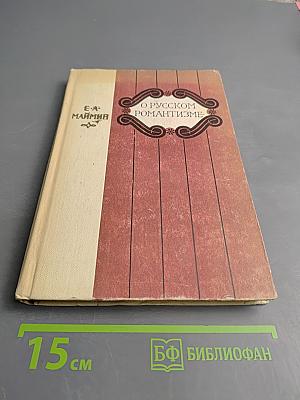 Е·А·
МАЙМИН
О РУССКОМ
РОМАНТИЗМЕ
15 см
БФ БИБЛИОФАН